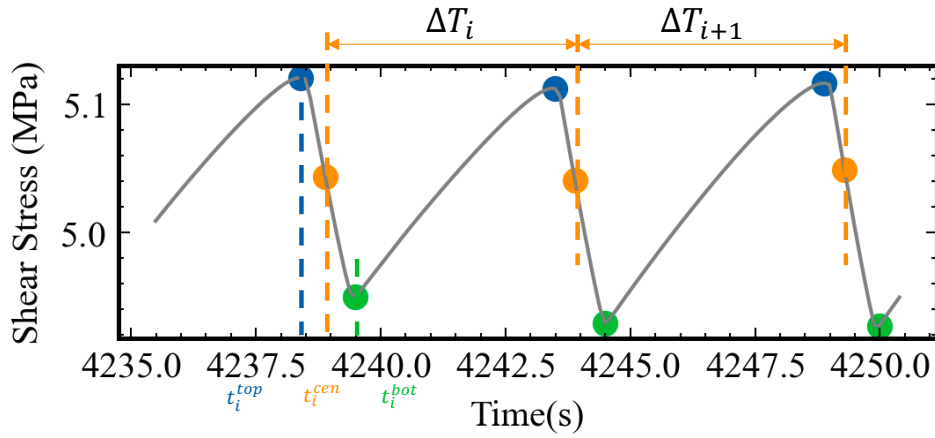 ΔT_i ΔT_{i+1}
Shear Stress (MPa)
5.1
5.0
4235.0 4237.5 4240.0 4242.5 4245.0 4247.5 4250.0
t_i^{top} t_i^{cen} t_i^{bot}
Time(s)